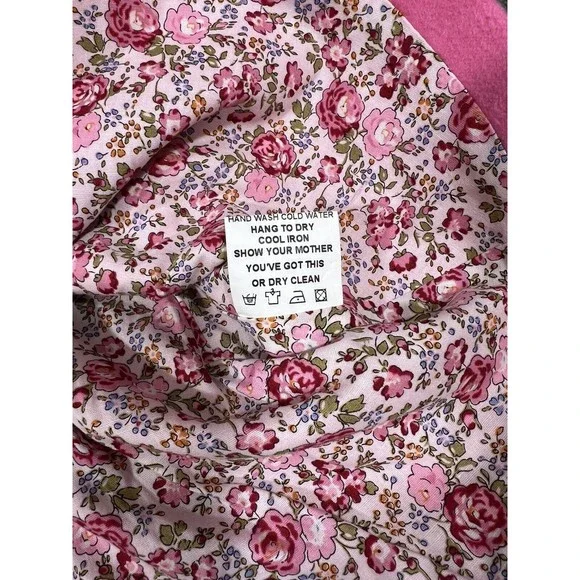 HAND WASH COLD WATER
HANG TO DRY
COOL IRON
SHOW YOUR MOTHER
YOU'VE GOT THIS
OR DRY CLEAN